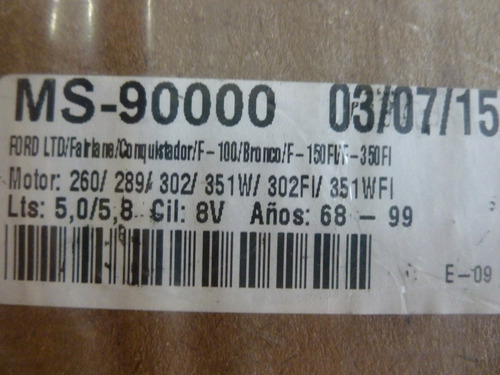 MS-90000 03/07/15
FORD LTD/Fairlane/Conquistador/F-100/Bronco/F-150FI/F-350FI
Motor: 260/ 289/ 302/ 351W/ 302FI/ 351WFI
Lts: 5,0/5,8 Cil: 8V Años: 68 - 99
E-09